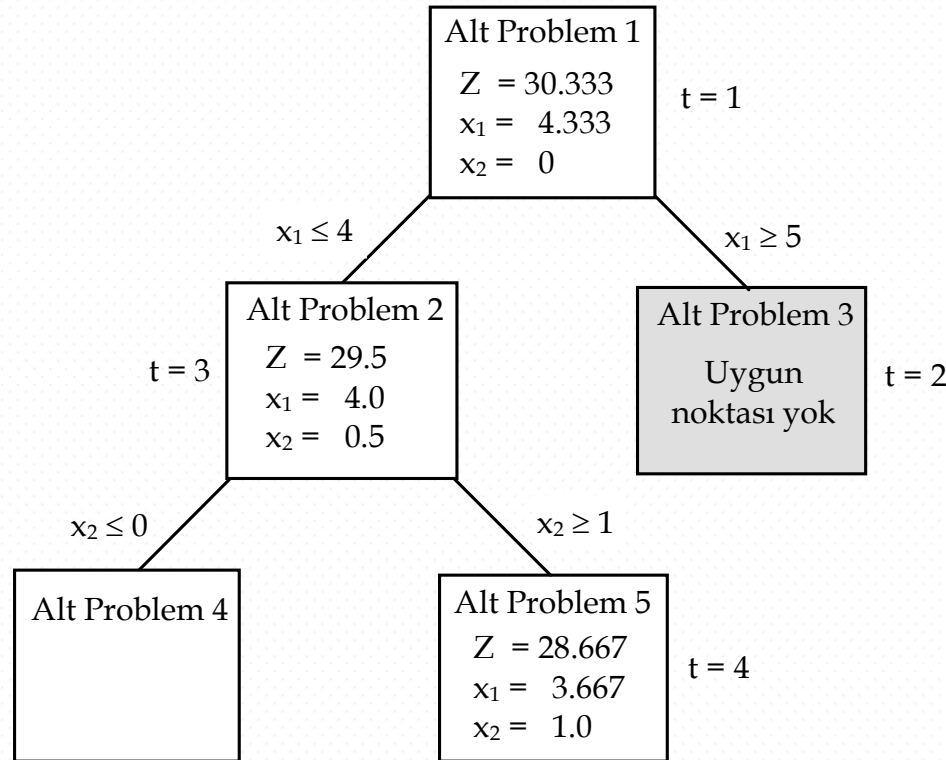 Alt Problem 1
Z = 30.333
x₁ = 4.333
x₂ = 0
t = 1
x₁ ≤ 4
x₁ ≥ 5
Alt Problem 2
Z = 29.5
x₁ = 4.0
x₂ = 0.5
t = 3
Alt Problem 3
Uygun
noktası yok
t = 2
x₂ ≤ 0
x₂ ≥ 1
Alt Problem 4
Alt Problem 5
Z = 28.667
x₁ = 3.667
x₂ = 1.0
t = 4